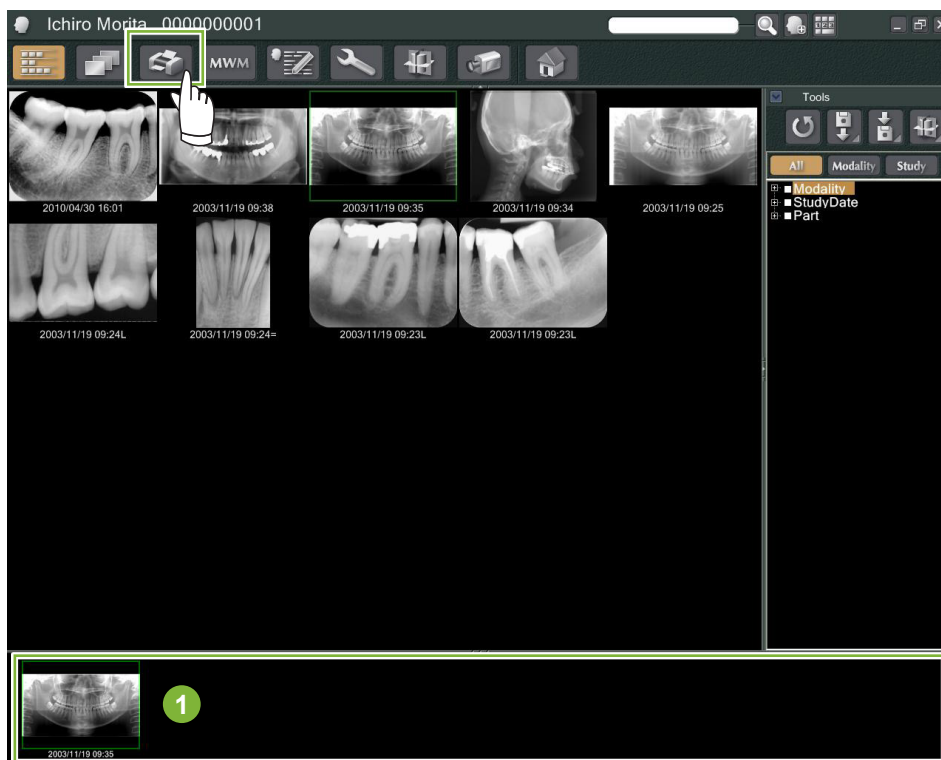 Ichiro Morita 0000000001
MWM
Tools
All Modality Study
Modality
StudyDate
Part
2010/04/30 16:01
2003/11/19 09:38
2003/11/19 09:35
2003/11/19 09:34
2003/11/19 09:25
2003/11/19 09:24L
2003/11/19 09:24=
2003/11/19 09:23L
2003/11/19 09:23L
1
2003/11/19 09:35